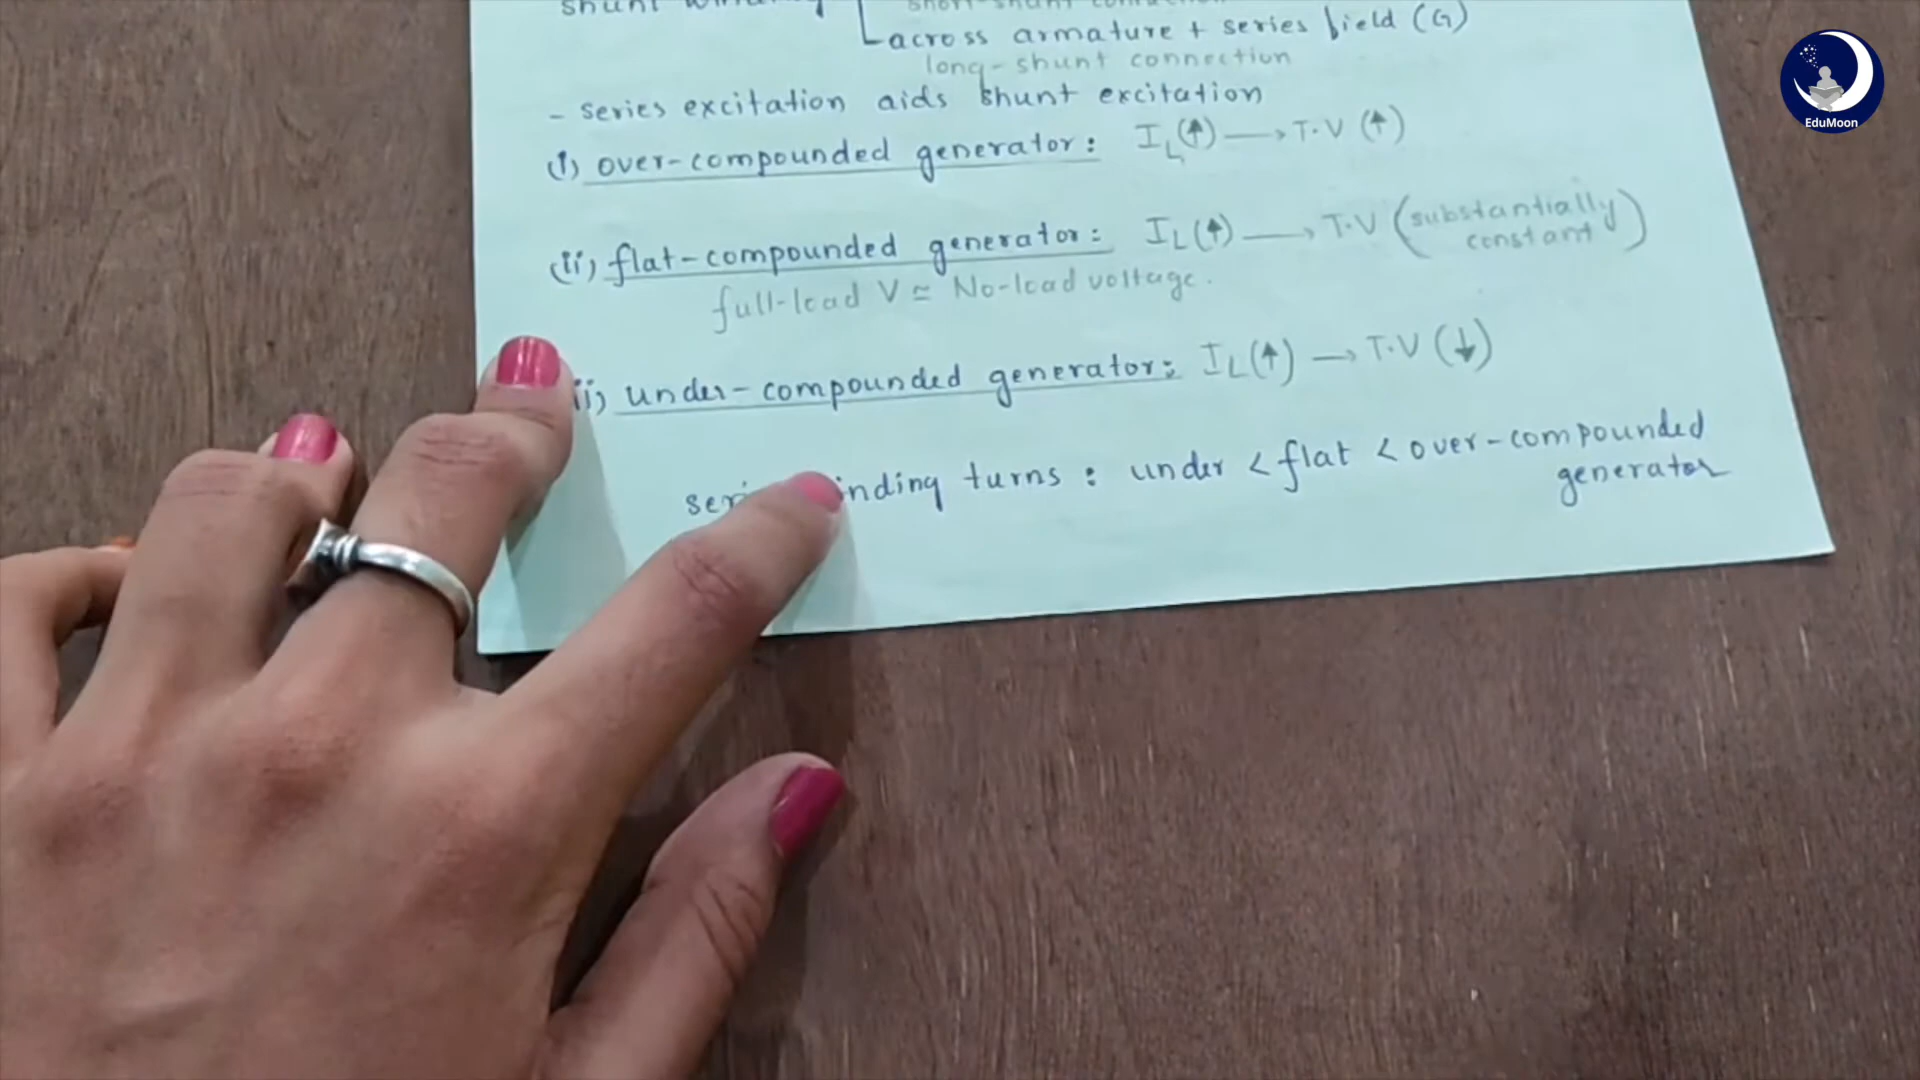 shunt
across armature + series field (G)
long-shunt connection
- series excitation aids shunt excitation
(i) over-compounded generator: IL(↑) → T.V (↑)
(ii) flat-compounded generator: IL(↑) → T.V (substantially constant)
full-load V ≃ No-load voltage.
ii) under-compounded generator: IL(↑) → T.V (↓)
inding turns : under < flat < over-compounded
generator
EduMoon